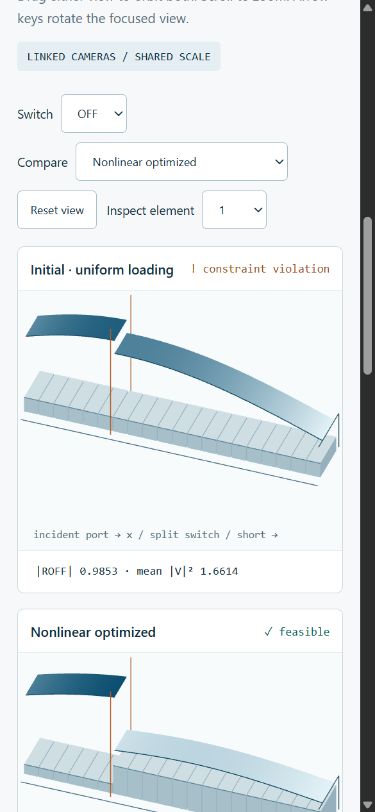 keys rotate the focused view.
LINKED CAMERAS / SHARED SCALE
Switch OFF
Compare Nonlinear optimized
Reset view Inspect element 1
Initial · uniform loading ! constraint violation
incident port → x / split switch / short →
|ROFF| 0.9853 · mean |V|² 1.6614
Nonlinear optimized ✓ feasible